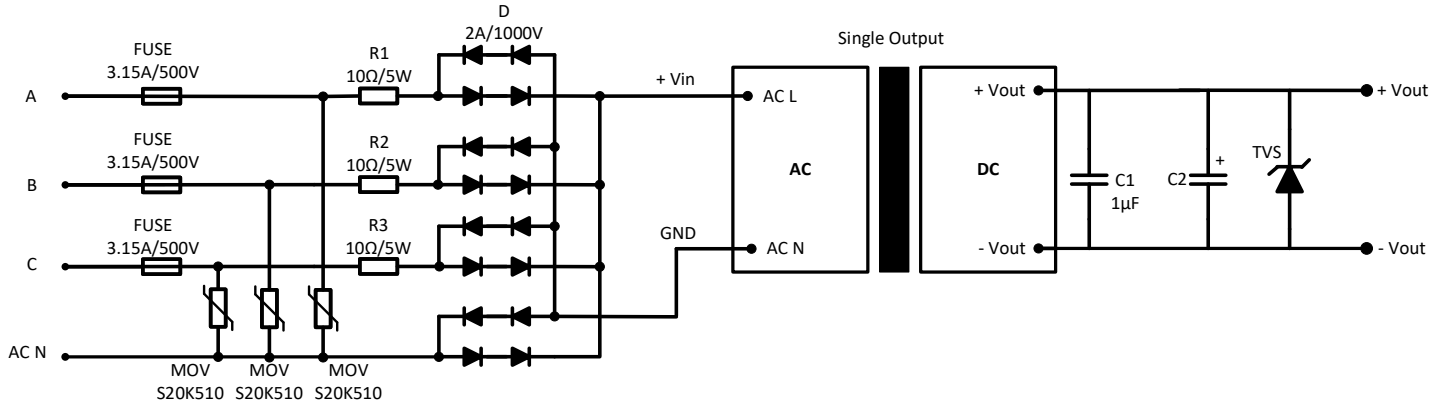 D
2A/1000V
FUSE
3.15A/500V
R1
10Ω/5W
A
+ Vin
Single Output
AC L
+ Vout
+ Vout
FUSE
3.15A/500V
R2
10Ω/5W
B
AC
DC
C1
1µF
C2
+
TVS
FUSE
3.15A/500V
R3
10Ω/5W
C
GND
AC N
- Vout
- Vout
AC N
MOV
S20K510
MOV
S20K510
MOV
S20K510